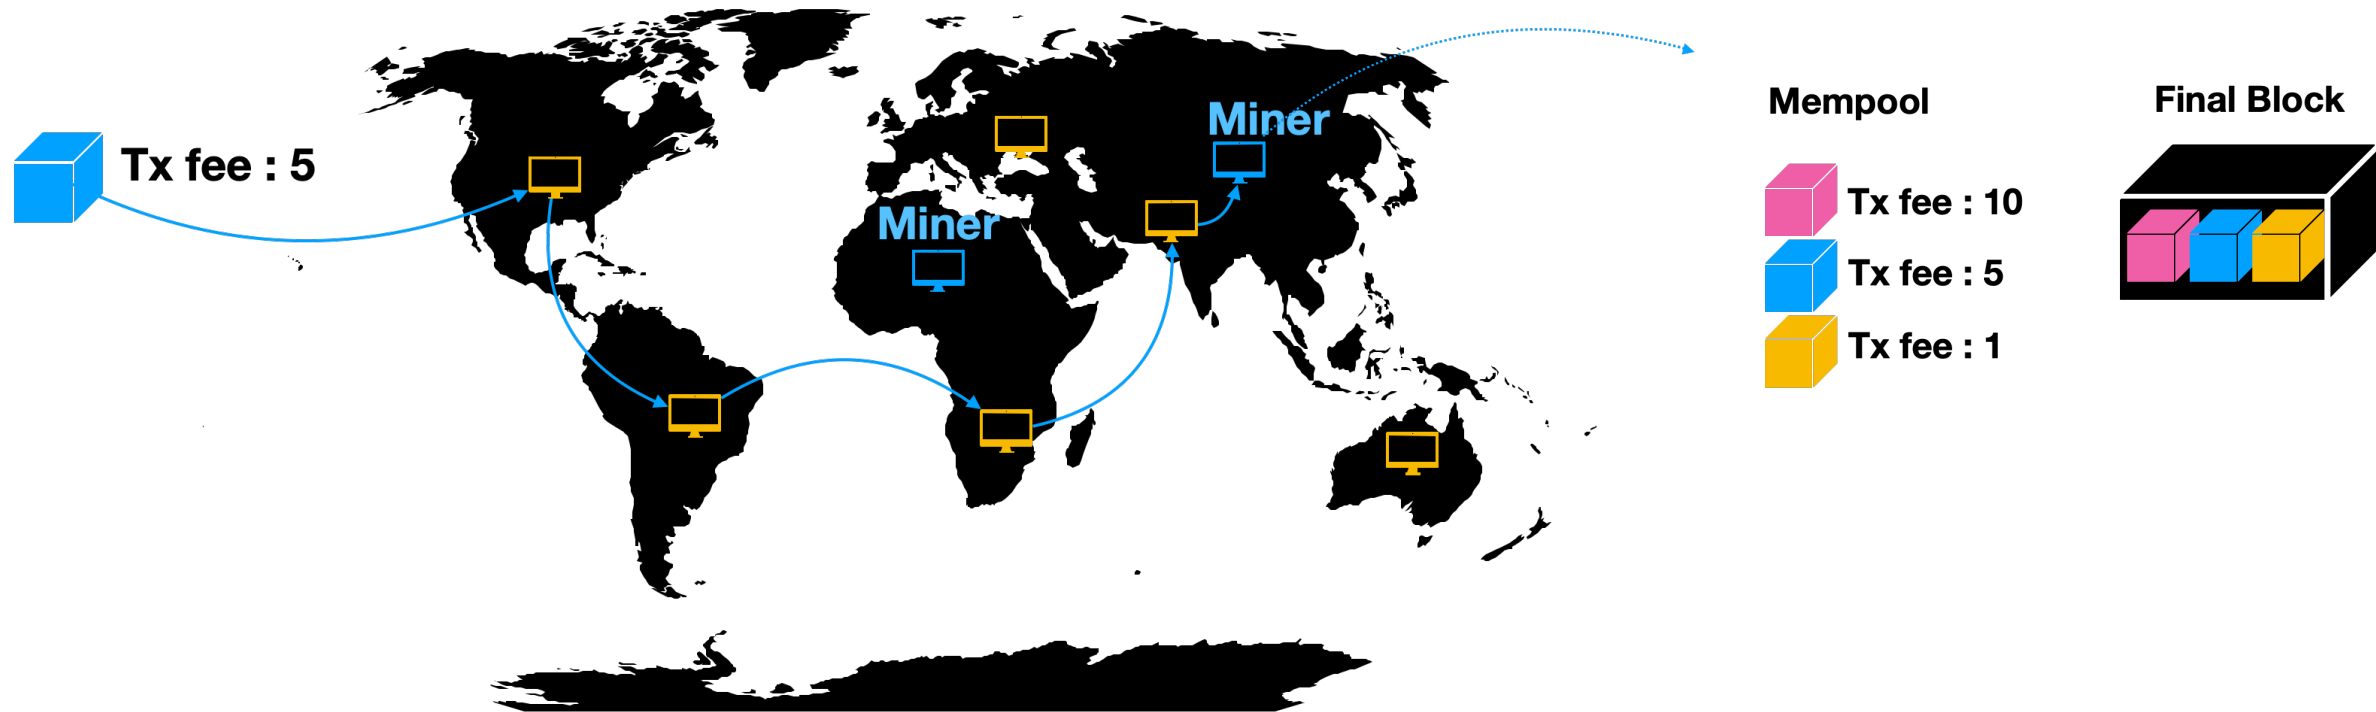 Tx fee : 5
Miner
Miner
Mempool
Tx fee : 10
Tx fee : 5
Tx fee : 1
Final Block